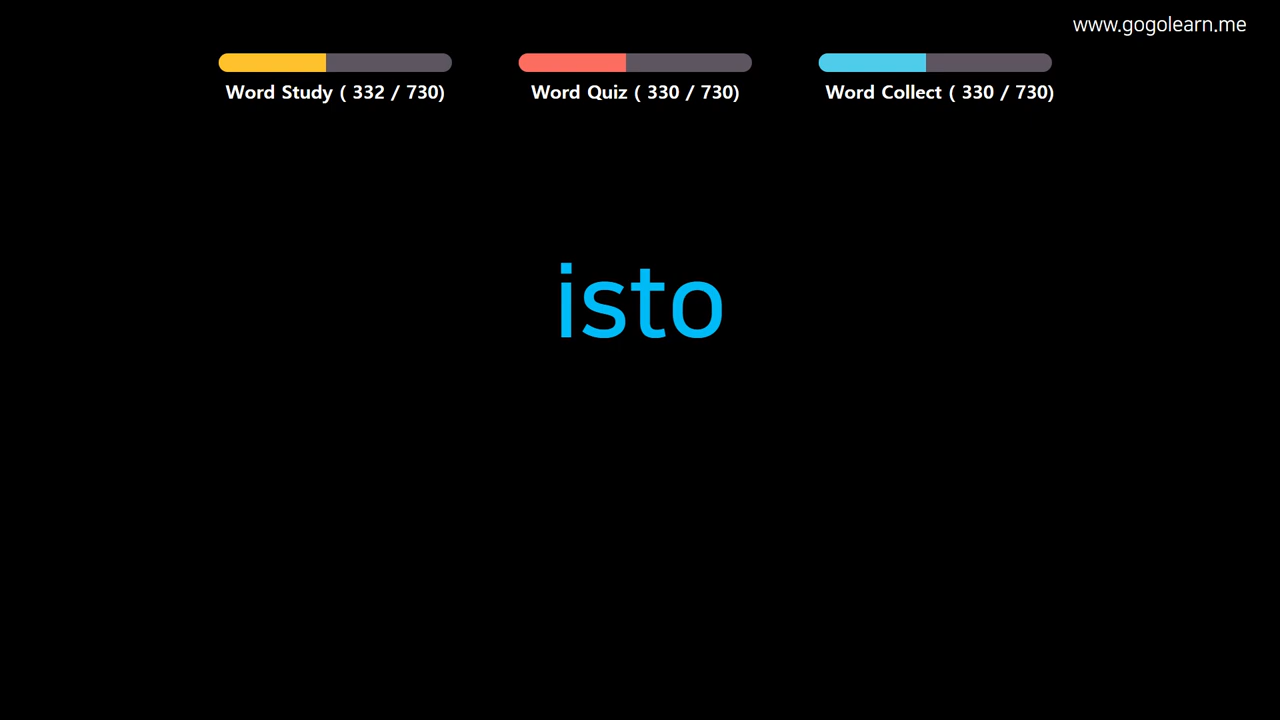 www.gogolearn.me
Word Study ( 332 / 730)
Word Quiz ( 330 / 730)
Word Collect ( 330 / 730)
isto